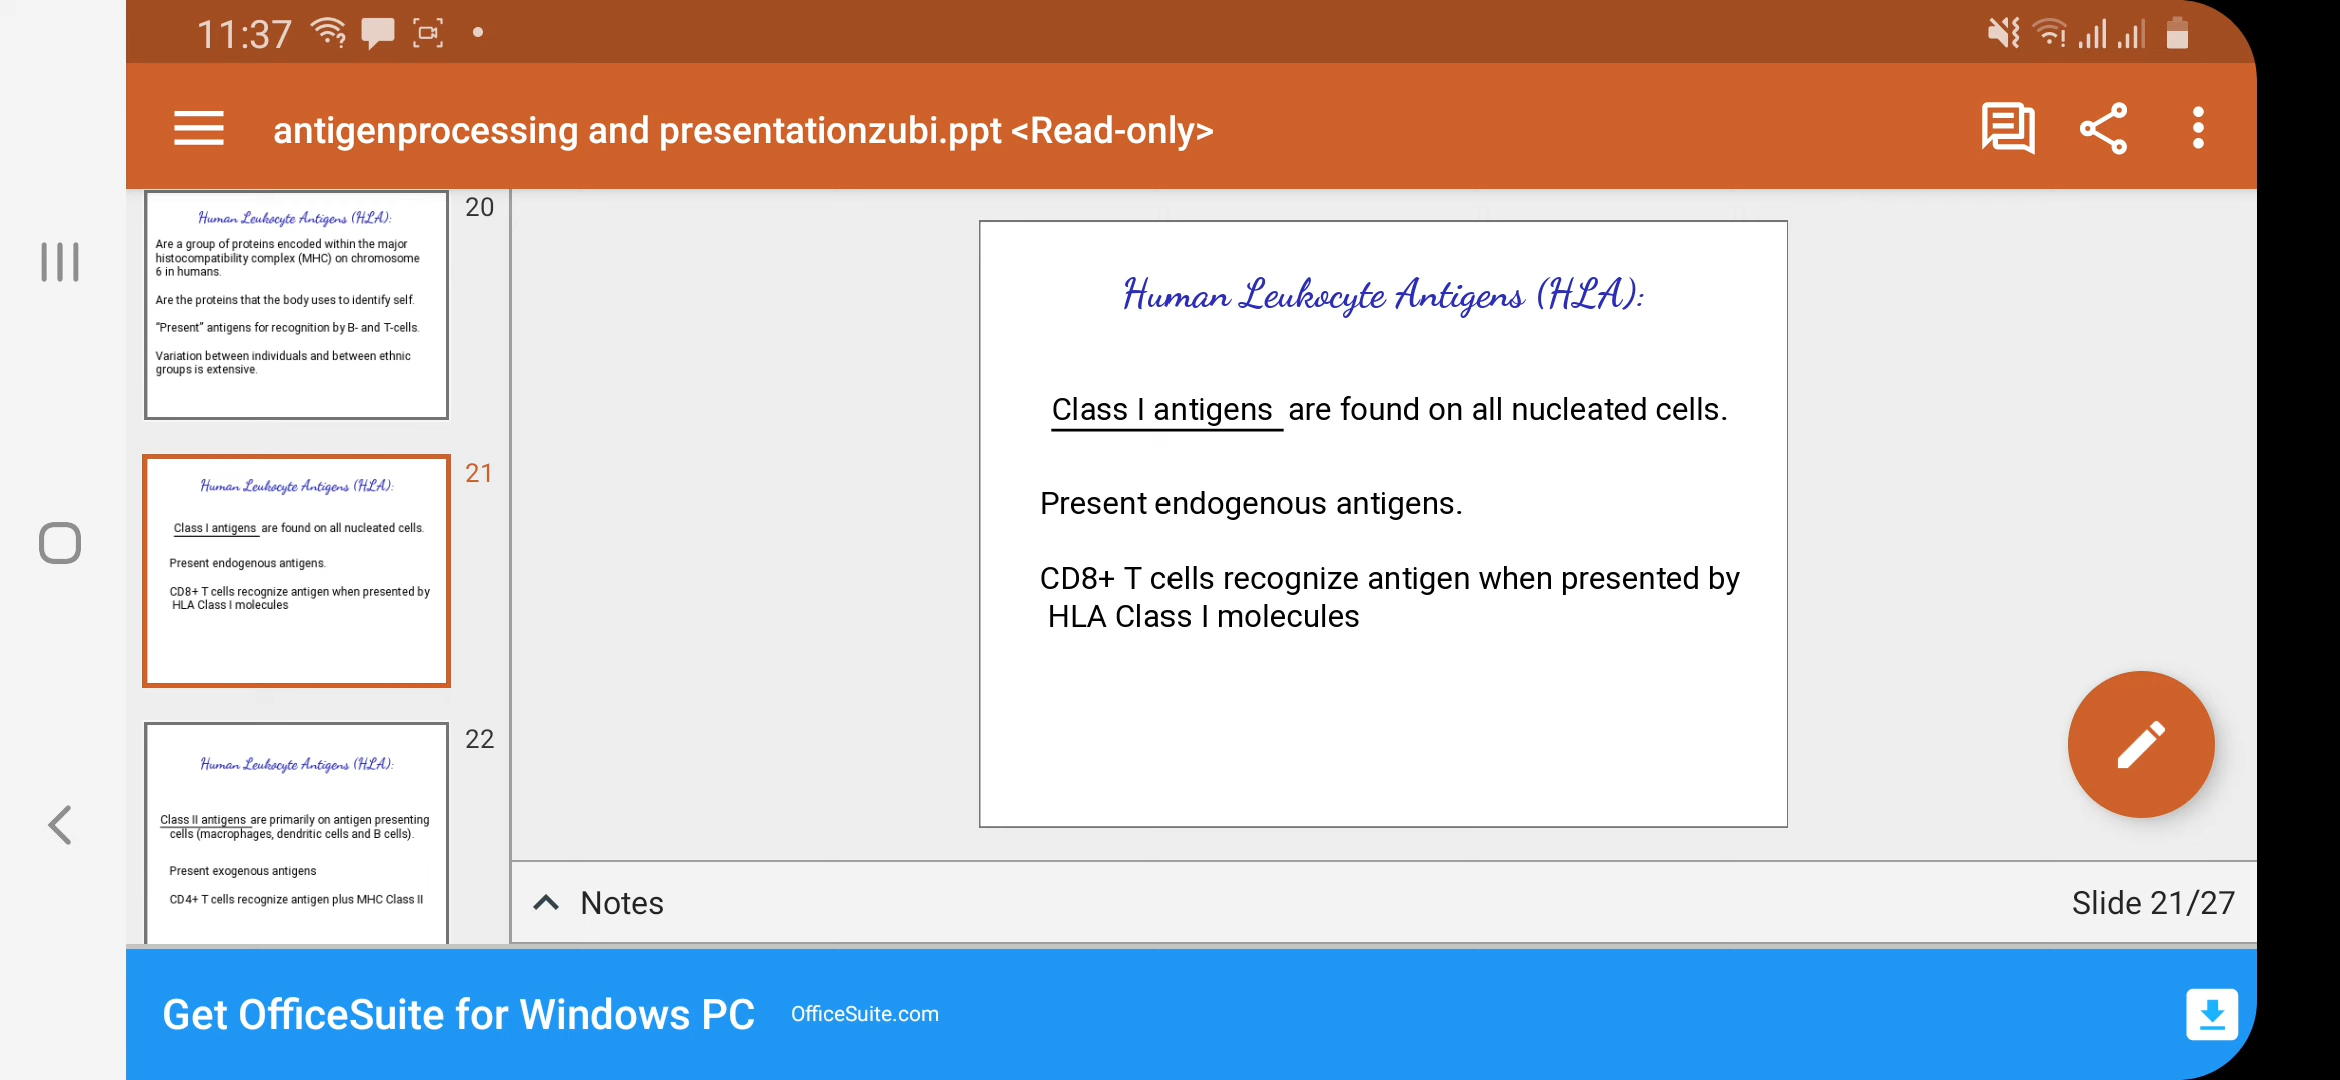 11:37
antigenprocessing and presentationzubi.ppt <Read-only>
20
Human Leukocyte Antigens (HLA):
Are a group of proteins encoded within the major
histocompatibility complex (MHC) on chromosome
6 in humans.
Are the proteins that the body uses to identify self.
"Present" antigens for recognition by B- and T-cells.
Variation between individuals and between ethnic
groups is extensive.
21
Human Leukocyte Antigens (HLA):
Class I antigens are found on all nucleated cells.
Present endogenous antigens.
CD8+ T cells recognize antigen when presented by
HLA Class I molecules
22
Human Leukocyte Antigens (HLA):
Class II antigens are primarily on antigen presenting
cells (macrophages, dendritic cells and B cells).
Present exogenous antigens
CD4+ T cells recognize antigen plus MHC Class II
Human Leukocyte Antigens (HLA):
Class I antigens are found on all nucleated cells.
Present endogenous antigens.
CD8+ T cells recognize antigen when presented by
HLA Class I molecules
Notes
Slide 21/27
Get OfficeSuite for Windows PC OfficeSuite.com